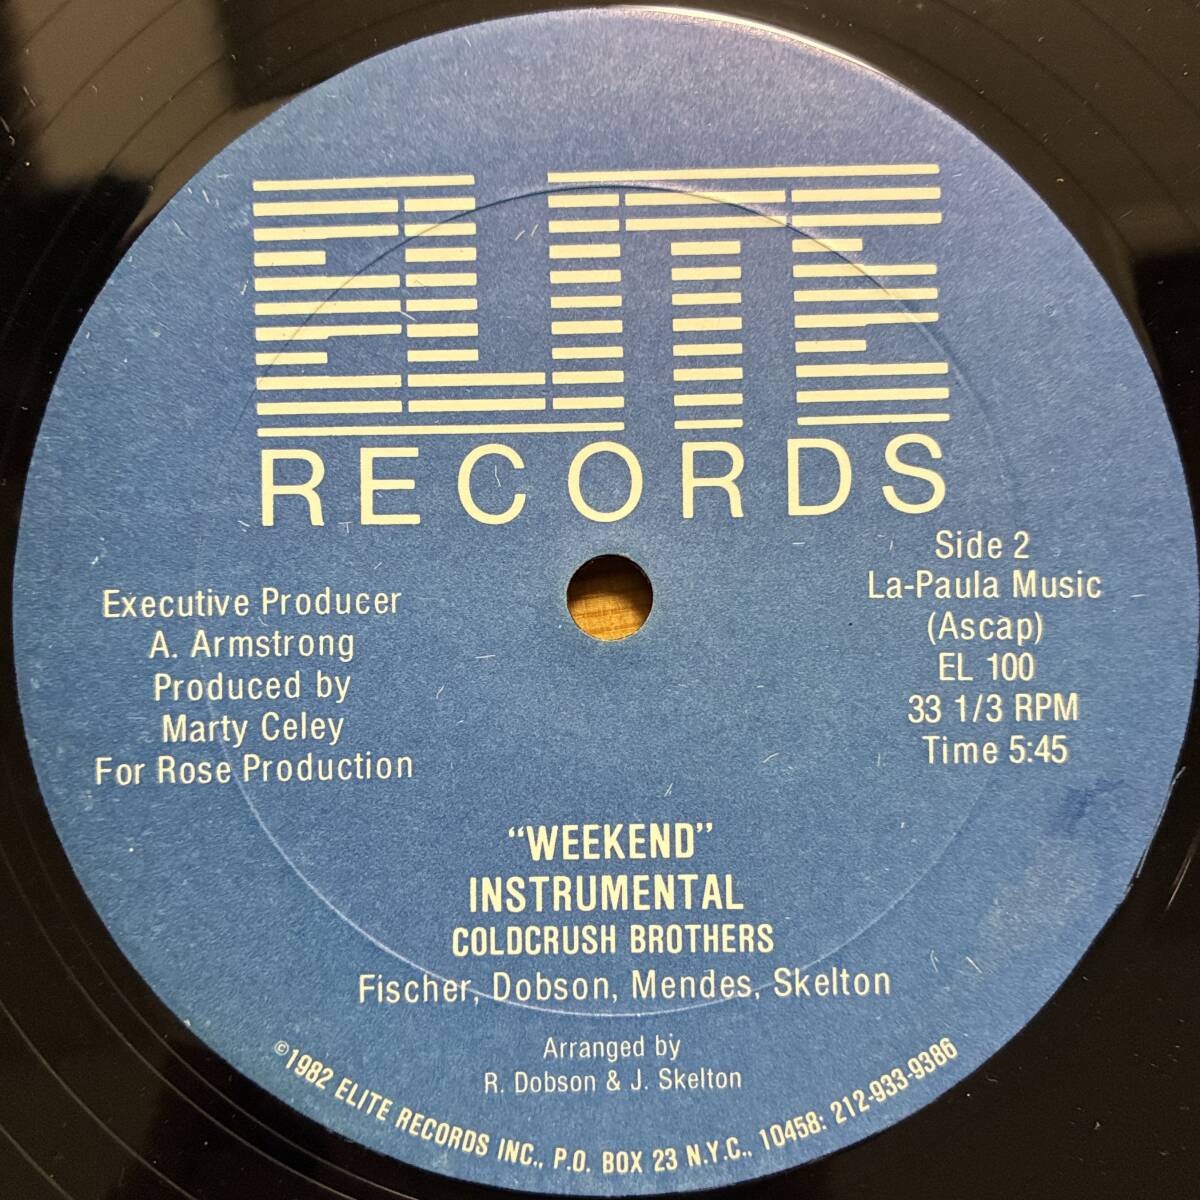 ELITE
RECORDS
Side 2
La-Paula Music
(Ascap)
EL 100
33 1/3 RPM
Time 5:45
Executive Producer
A. Armstrong
Produced by
Marty Celey
For Rose Production
“WEEKEND”
INSTRUMENTAL
COLDCRUSH BROTHERS
Fischer, Dobson, Mendes, Skelton
Arranged by
R. Dobson & J. Skelton
©1982 ELITE RECORDS INC., P.O. BOX 23 N.Y.C., 10458: 212-933-9386